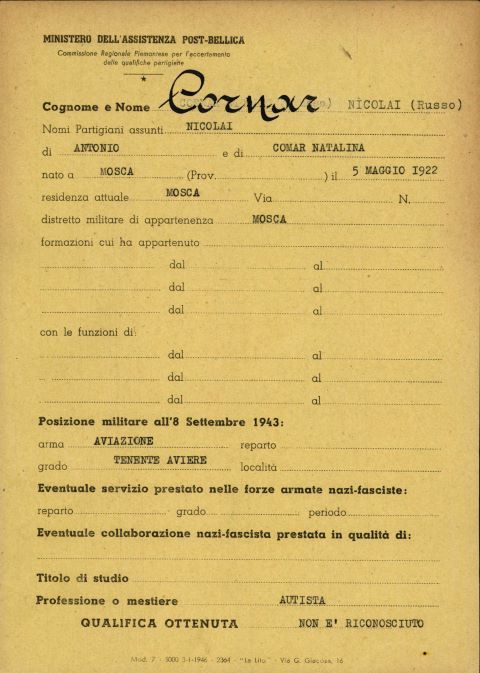 MINISTERO DELL'ASSISTENZA POST-BELLICA
Commissione Regionale Piemontese per l'accertamento
delle qualifiche partigiane
Cognome e Nome Cornar NICOLAI (Russo)
Nomi Partigiani assunti NICOLAI
di ANTONIO e di COMAR NATALINA
nato a MOSCA (Prov. ) il 5 MAGGIO 1922
residenza attuale MOSCA Via N.
distretto militare di appartenenza MOSCA
formazioni cui ha appartenuto
dal al
dal al
dal al
con le funzioni di:
dal al
dal al
dal al
Posizione militare all'8 Settembre 1943:
arma AVIAZIONE reparto
grado TENENTE AVIERE località
Eventuale servizio prestato nelle forze armate nazi-fasciste:
reparto grado periodo
Eventuale collaborazione nazi-fascista prestata in qualità di:
Titolo di studio
Professione o mestiere AUTISTA
QUALIFICA OTTENUTA NON E' RICONOSCIUTO
Mod. 7 - 5000 3-1-1946 - 2364 - "La Lito" - Via G. Giacosa, 16